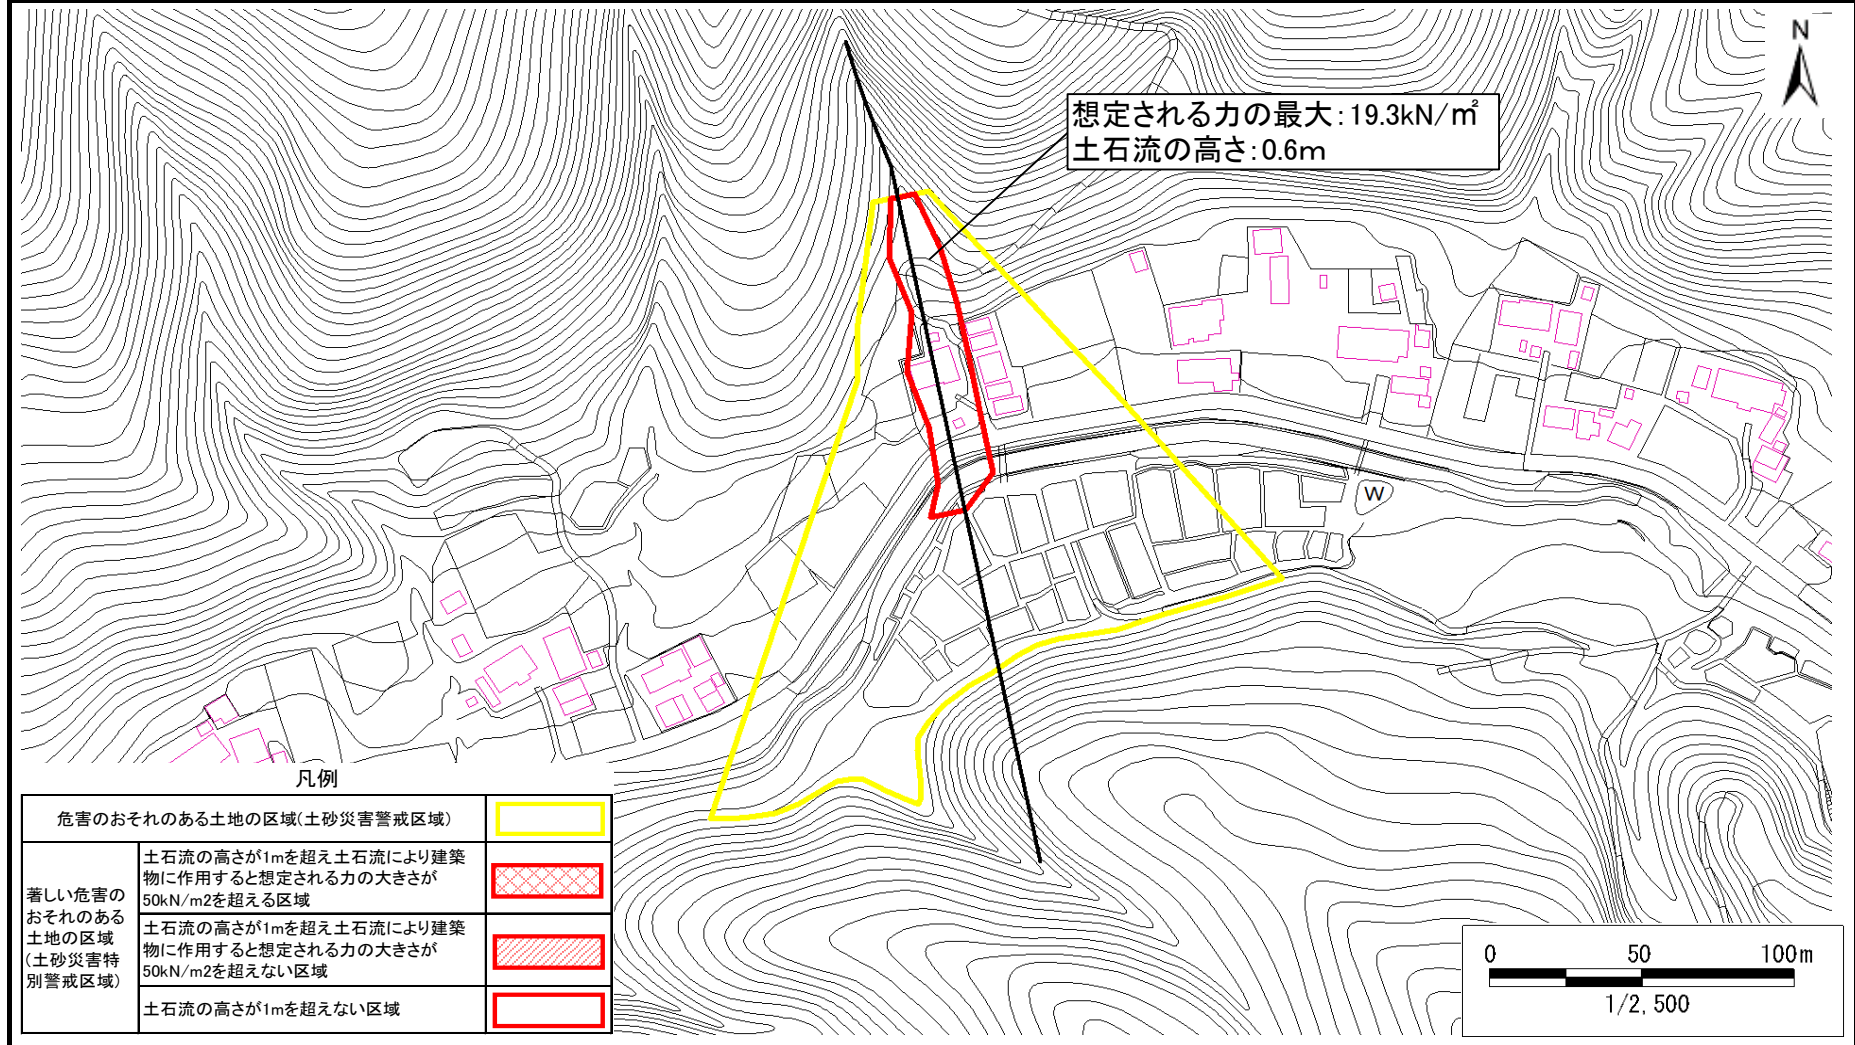 N
想定される力の最大:19.3kN/㎡
土石流の高さ:0.6m
W
凡例
危害のおそれのある土地の区域(土砂災害警戒区域)
著しい危害の
おそれのある
土地の区域
(土砂災害特
別警戒区域)
土石流の高さが1mを超え土石流により建築
物に作用すると想定される力の大きさが
50kN/m2を超える区域
土石流の高さが1mを超え土石流により建築
物に作用すると想定される力の大きさが
50kN/m2を超えない区域
土石流の高さが1mを超えない区域
0 50 100m
1/2,500